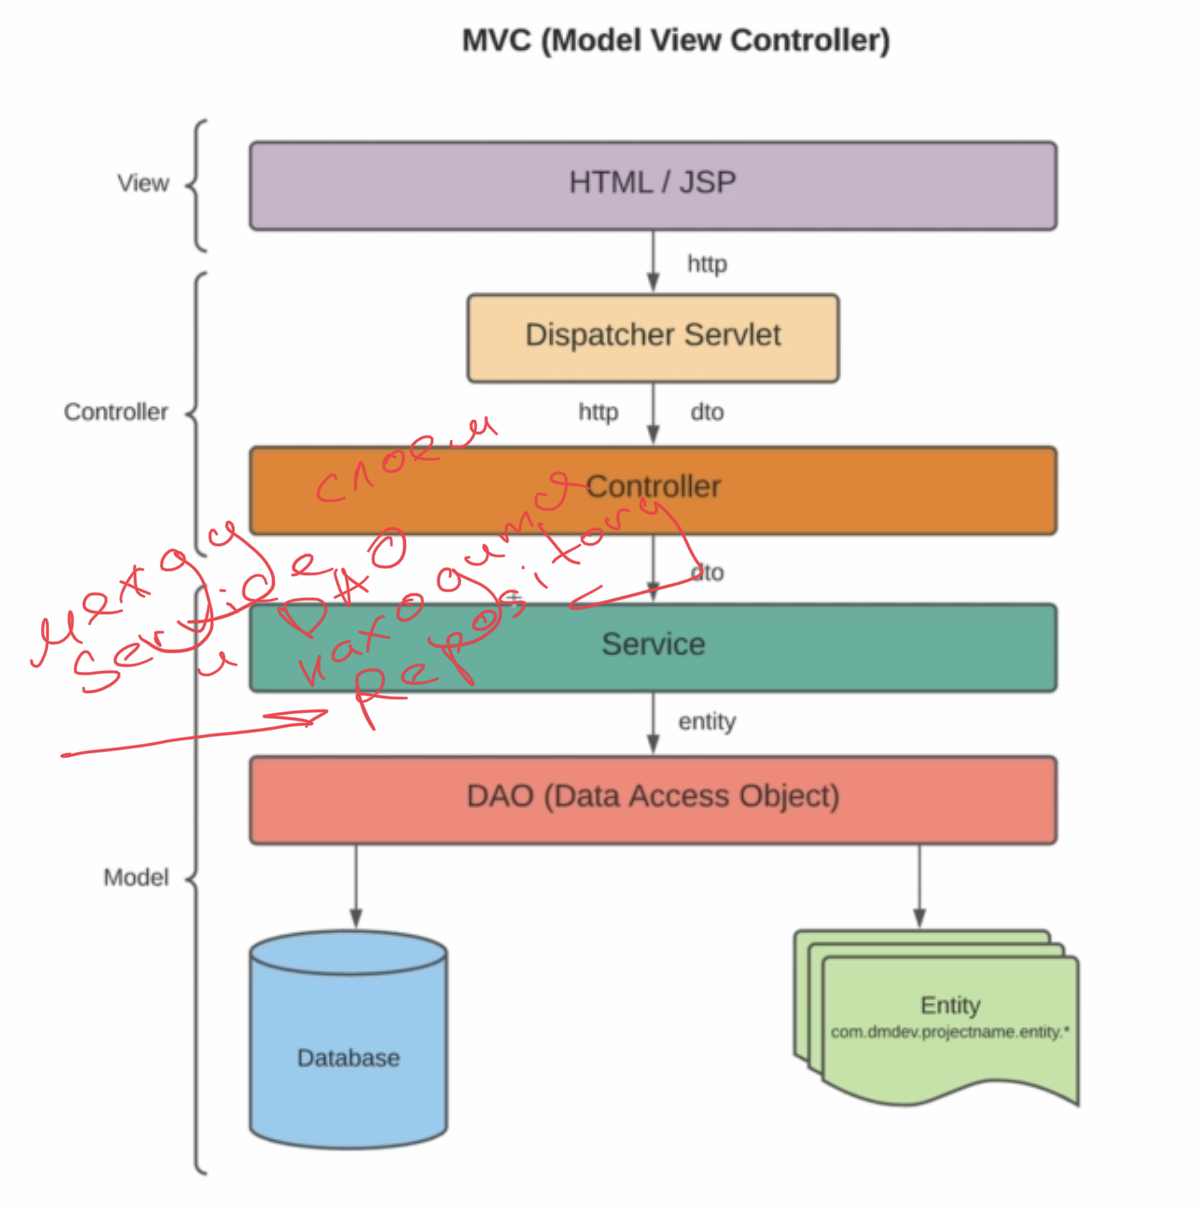 MVC (Model View Controller)
View
HTML / JSP
http
Dispatcher Servlet
Controller
http dto
слоем
Controller
dto
между
Service
и DAO
находится
Repository
Service
entity
DAO (Data Access Object)
Model
Database
Entity
com.dmdev.projectname.entity.*